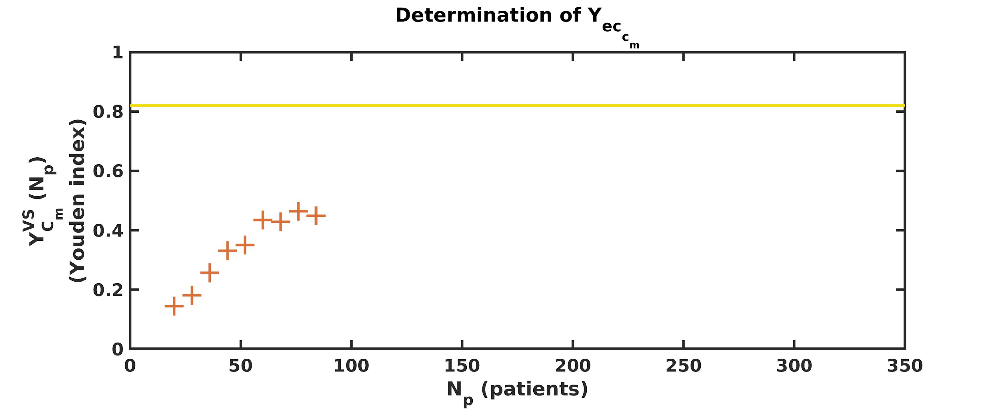 Determination of Y_ec_c_m
Y^VS_C_m (N_p)
(Youden index)
1
0.8
0.6
0.4
0.2
0
0 50 100 150 200 250 300 350
N_p (patients)